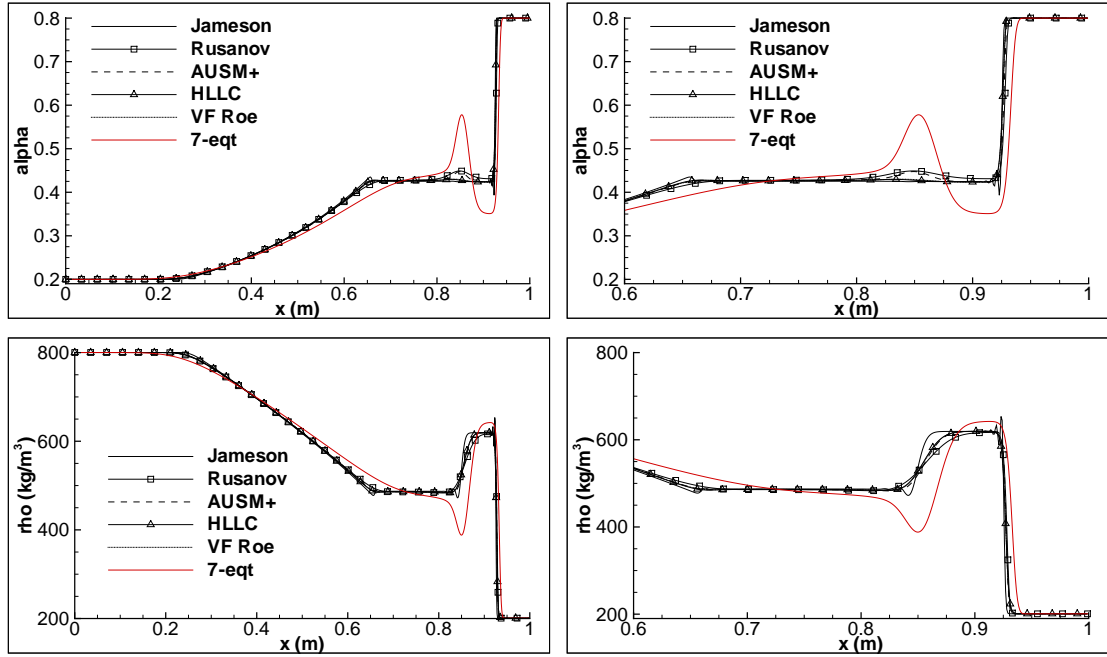 0.8
0.7
0.6
0.5
0.4
0.3
0.2
alpha
Jameson
Rusanov
AUSM+
HLLC
VF Roe
7-eqt
0 0.2 0.4 0.6 0.8 1
x (m)
0.8
0.7
0.6
0.5
0.4
0.3
0.2
alpha
Jameson
Rusanov
AUSM+
HLLC
VF Roe
7-eqt
0.6 0.7 0.8 0.9 1
x (m)
800
600
400
200
rho (kg/m³)
Jameson
Rusanov
AUSM+
HLLC
VF Roe
7-eqt
0 0.2 0.4 0.6 0.8 1
x (m)
800
600
400
200
rho (kg/m³)
0.6 0.7 0.8 0.9 1
x (m)